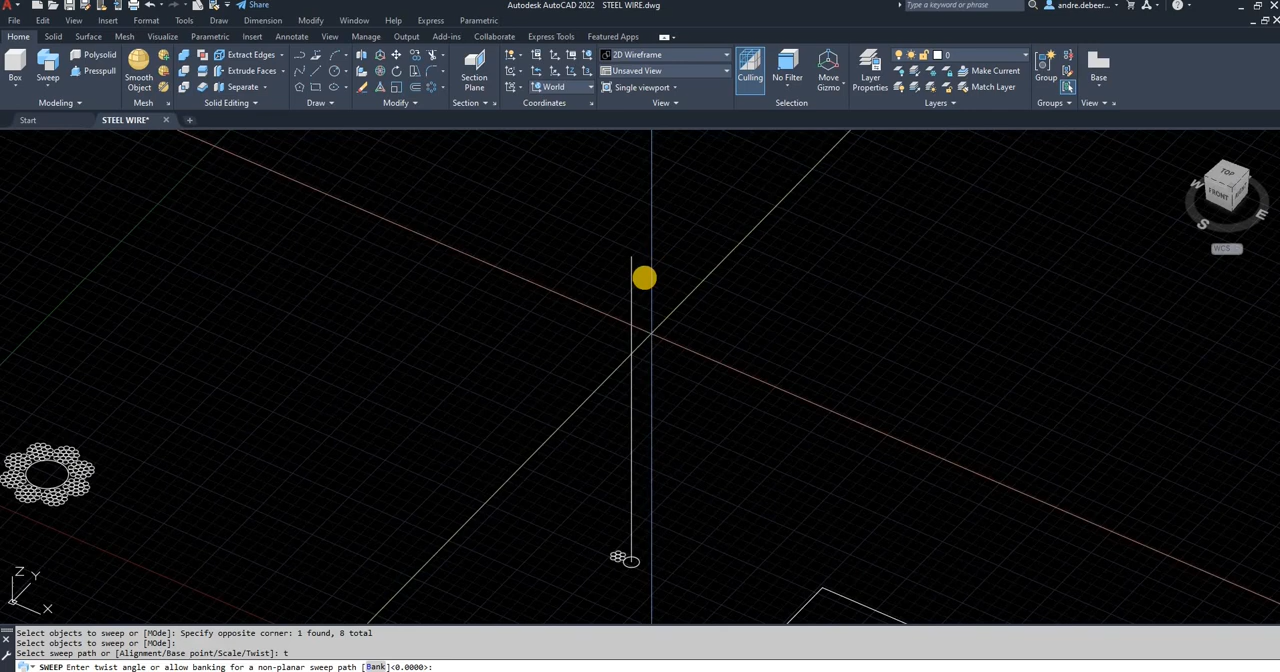 Share
Autodesk AutoCAD 2022 STEEL WIRE.dwg
Type a keyword or phrase
andre.debeer...
File Edit View Insert Format Tools Draw Dimension Modify Window Help Express Parametric
Home Solid Surface Mesh Visualize Parametric Insert Annotate View Manage Output Add-ins Collaborate Express Tools Featured Apps
Polysolid Extract Edges 2D Wireframe 0
Box Sweep Presspull Smooth Object Extrude Faces Section Plane Unsaved View Culling No Filter Move Gizmo Layer Properties Make Current Group Base
Separate World Single viewport Match Layer
Modeling Mesh Solid Editing Draw Modify Section Coordinates View Selection Layers Groups View
Start STEEL WIRE*
TOP
W FRONT RIGHT
S E
WCS
Z Y
X
Select objects to sweep or [MOde]: Specify opposite corner: 1 found, 8 total
Select objects to sweep or [MOde]:
Select sweep path or [Alignment/Base point/Scale/Twist]: t
SWEEP Enter twist angle or allow banking for a non-planar sweep path [Bank]<0.0000>: